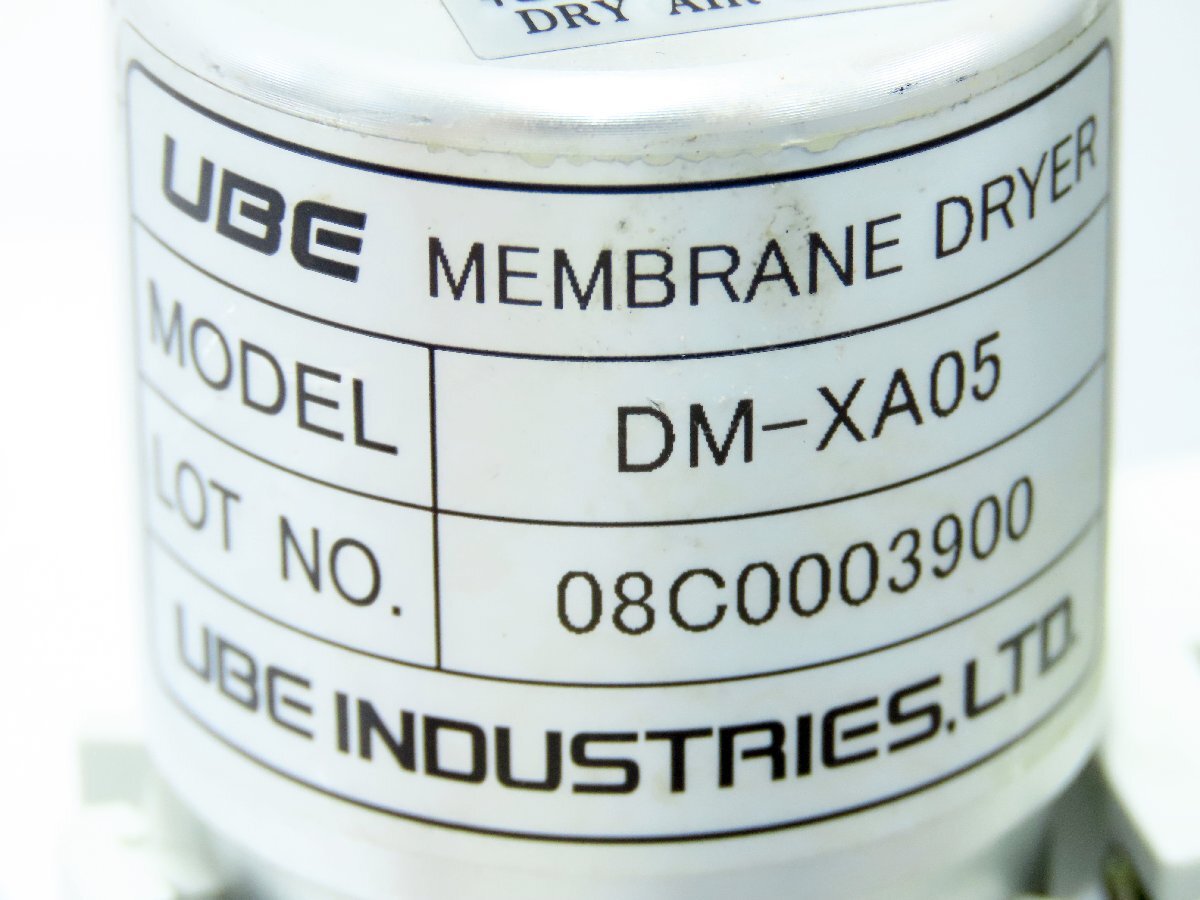 DRY AIR
UBE MEMBRANE DRYER
MODEL DM-XA05
LOT NO. 08C0003900
UBE INDUSTRIES,LTD.